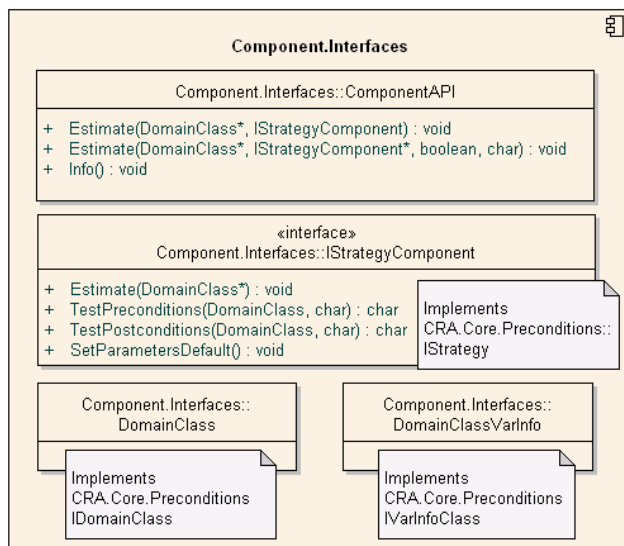 Component.Interfaces
Component.Interfaces::ComponentAPI
+ Estimate(DomainClass*, IStrategyComponent) : void
+ Estimate(DomainClass*, IStrategyComponent*, boolean, char) : void
+ Info() : void
«interface»
Component.Interfaces::IStrategyComponent
+ Estimate(DomainClass*) : void
+ TestPreconditions(DomainClass, char) : char
+ TestPostconditions(DomainClass, char) : char
+ SetParametersDefault() : void
Implements
CRA.Core.Preconditions::
IStrategy
Component.Interfaces::
DomainClass
Implements
CRA.Core.Preconditions
IDomainClass
Component.Interfaces::
DomainClassVarInfo
Implements
CRA.Core.Preconditions
IVarInfoClass